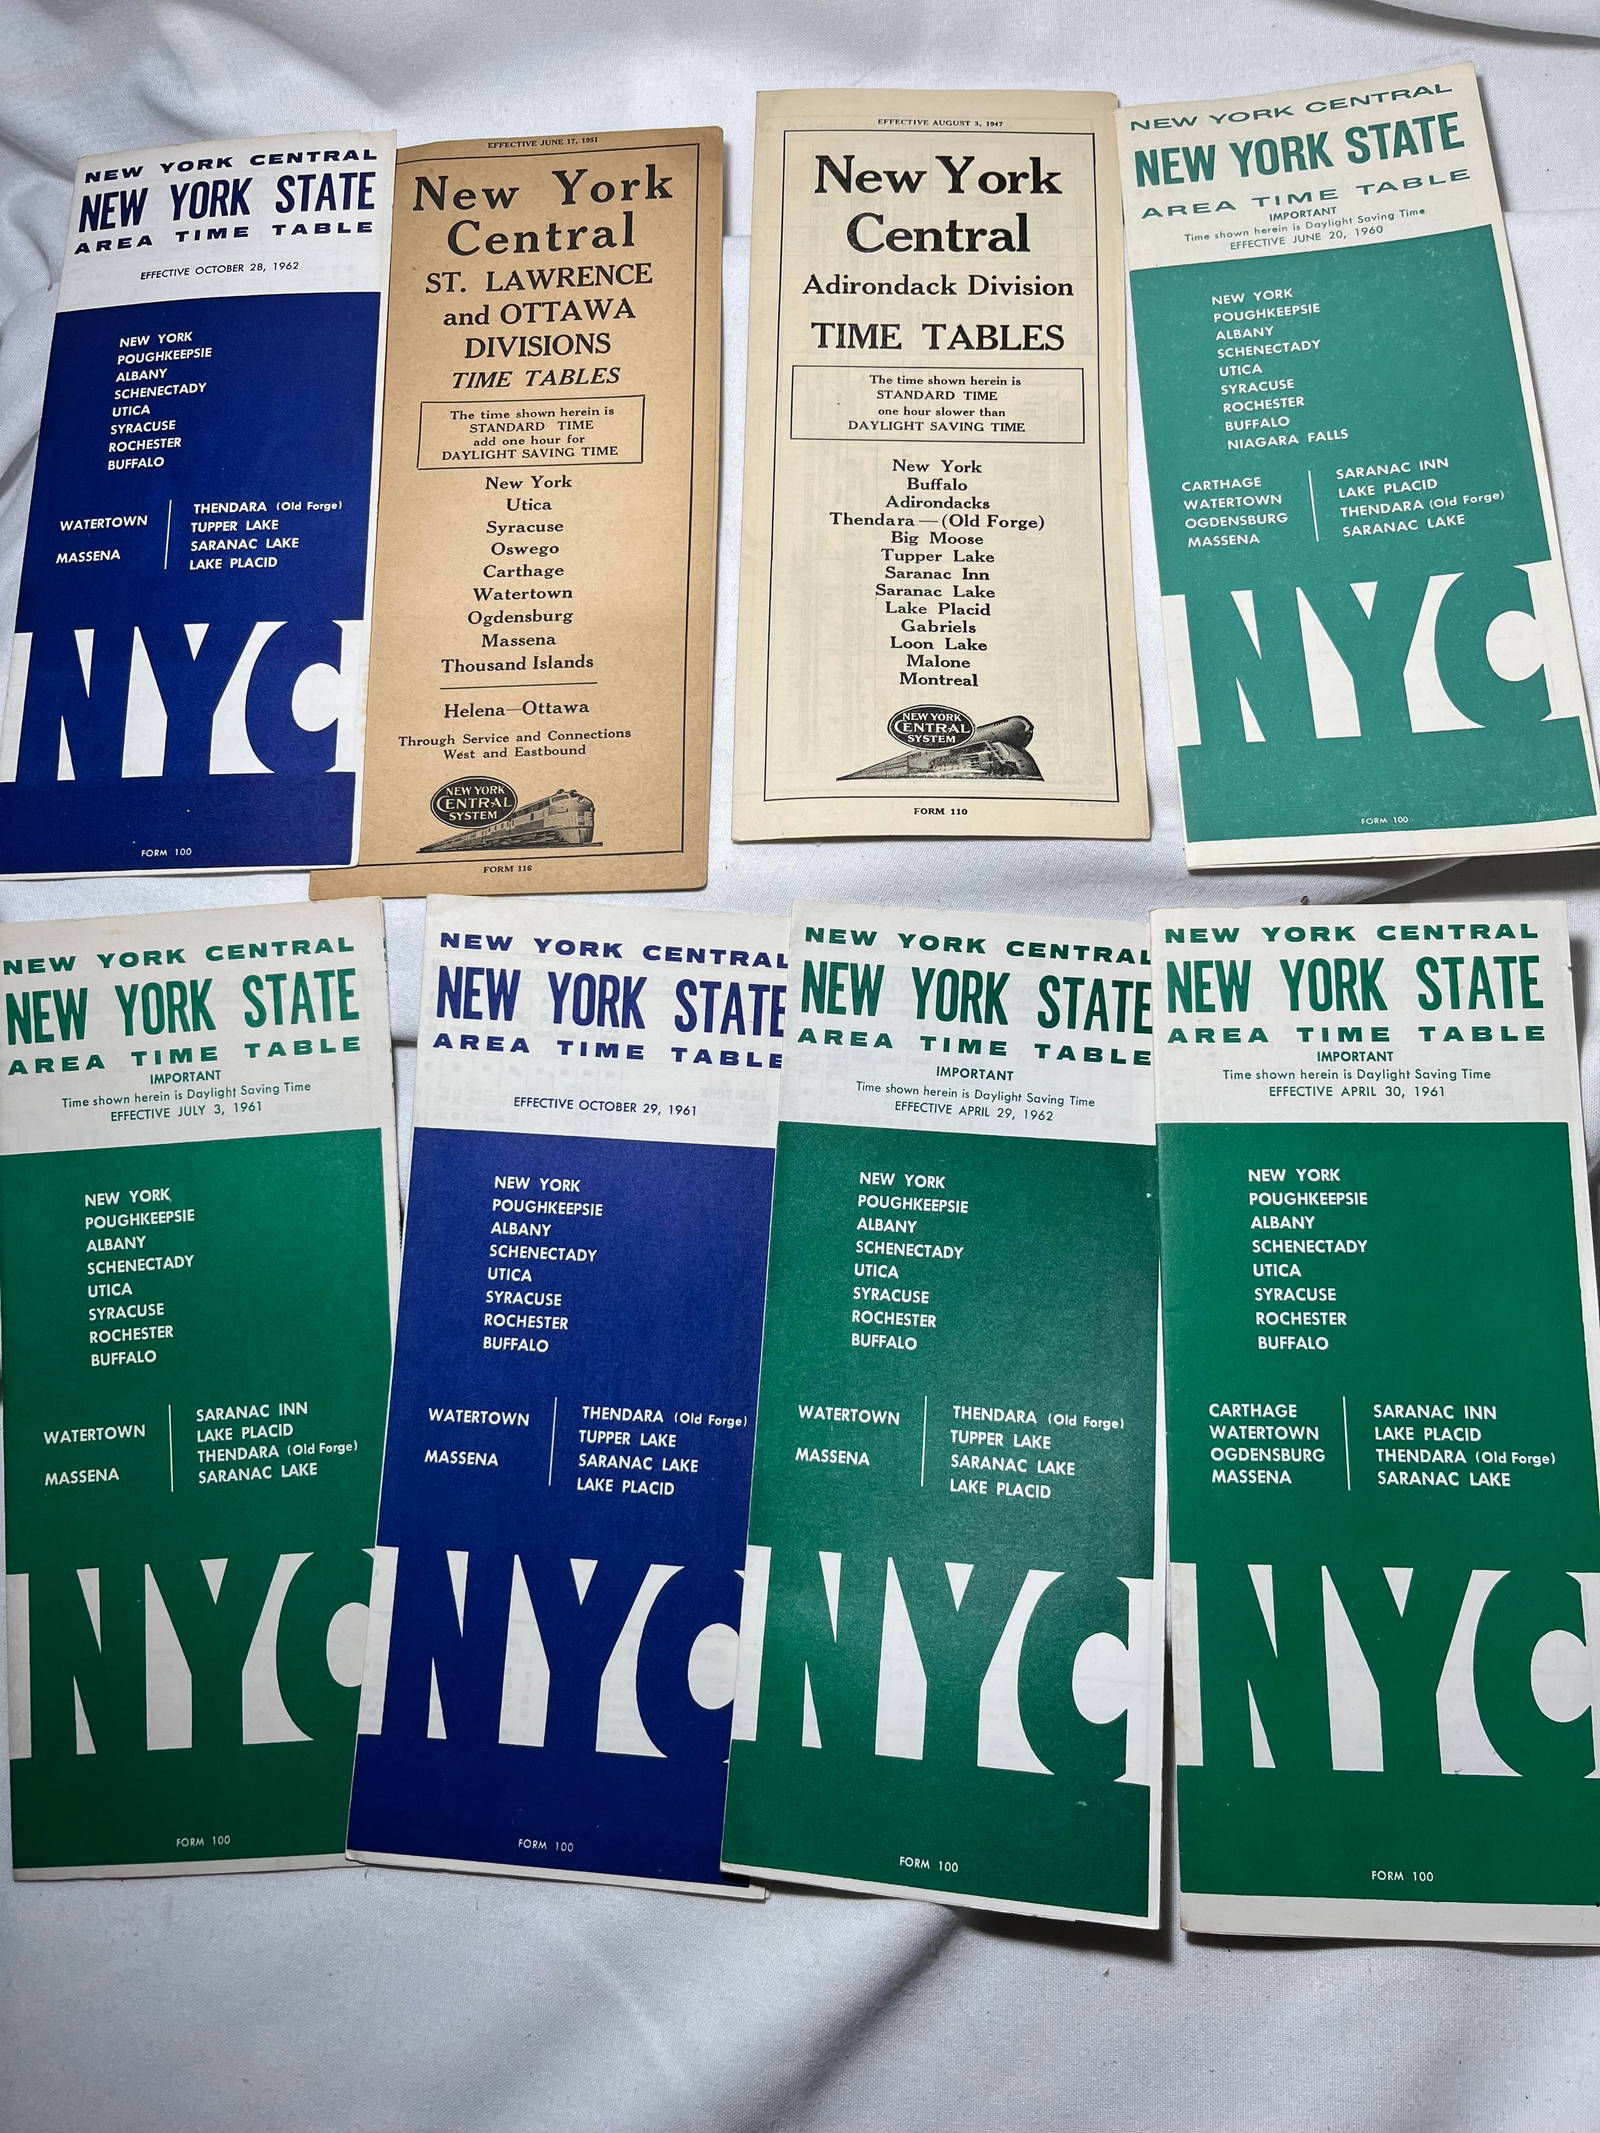 NEW YORK CENTRAL
NEW YORK STATE
AREA TIME TABLE
EFFECTIVE OCTOBER 28, 1962
NEW YORK
POUGHKEEPSIE
ALBANY
SCHENECTADY
UTICA
SYRACUSE
ROCHESTER
BUFFALO
WATERTOWN
MASSENA
THENDARA (Old Forge)
TUPPER LAKE
SARANAC LAKE
LAKE PLACID
NYC
FORM 100
EFFECTIVE JUNE 17, 1951
New York
Central
ST. LAWRENCE
and OTTAWA
DIVISIONS
TIME TABLES
The time shown herein is
STANDARD TIME
add one hour for
DAYLIGHT SAVING TIME
New York
Utica
Syracuse
Oswego
Carthage
Watertown
Ogdensburg
Massena
Thousand Islands
Helena—Ottawa
Through Service and Connections
West and Eastbound
NEW YORK
CENTRAL
SYSTEM
FORM 116
EFFECTIVE AUGUST 3, 1947
New York
Central
Adirondack Division
TIME TABLES
The time shown herein is
STANDARD TIME
one hour slower than
DAYLIGHT SAVING TIME
New York
Buffalo
Adirondacks
Thendara — (Old Forge)
Big Moose
Tupper Lake
Saranac Inn
Saranac Lake
Lake Placid
Gabriels
Loon Lake
Malone
Montreal
NEW YORK
CENTRAL
SYSTEM
FORM 110
NEW YORK CENTRAL
NEW YORK STATE
AREA TIME TABLE
IMPORTANT
Time shown herein is Daylight Saving Time
EFFECTIVE JUNE 20, 1960
NEW YORK
POUGHKEEPSIE
ALBANY
SCHENECTADY
UTICA
SYRACUSE
ROCHESTER
BUFFALO
NIAGARA FALLS
CARTHAGE
WATERTOWN
OGDENSBURG
MASSENA
SARANAC INN
LAKE PLACID
THENDARA (Old Forge)
SARANAC LAKE
NYC
FORM 100
NEW YORK CENTRAL
NEW YORK STATE
AREA TIME TABLE
IMPORTANT
Time shown herein is Daylight Saving Time
EFFECTIVE JULY 3, 1961
NEW YORK
POUGHKEEPSIE
ALBANY
SCHENECTADY
UTICA
SYRACUSE
ROCHESTER
BUFFALO
WATERTOWN
MASSENA
SARANAC INN
LAKE PLACID
THENDARA (Old Forge)
SARANAC LAKE
NYC
FORM 100
NEW YORK CENTRAL
NEW YORK STATE
AREA TIME TABLE
EFFECTIVE OCTOBER 29, 1961
NEW YORK
POUGHKEEPSIE
ALBANY
SCHENECTADY
UTICA
SYRACUSE
ROCHESTER
BUFFALO
WATERTOWN
MASSENA
THENDARA (Old Forge)
TUPPER LAKE
SARANAC LAKE
LAKE PLACID
NYC
FORM 100
NEW YORK CENTRAL
NEW YORK STATE
AREA TIME TABLE
IMPORTANT
Time shown herein is Daylight Saving Time
EFFECTIVE APRIL 29, 1962
NEW YORK
POUGHKEEPSIE
ALBANY
SCHENECTADY
UTICA
SYRACUSE
ROCHESTER
BUFFALO
WATERTOWN
MASSENA
THENDARA (Old Forge)
TUPPER LAKE
SARANAC LAKE
LAKE PLACID
NYC
FORM 100
NEW YORK CENTRAL
NEW YORK STATE
AREA TIME TABLE
IMPORTANT
Time shown herein is Daylight Saving Time
EFFECTIVE APRIL 30, 1961
NEW YORK
POUGHKEEPSIE
ALBANY
SCHENECTADY
UTICA
SYRACUSE
ROCHESTER
BUFFALO
CARTHAGE
WATERTOWN
OGDENSBURG
MASSENA
SARANAC INN
LAKE PLACID
THENDARA (Old Forge)
SARANAC LAKE
NYC
FORM 100